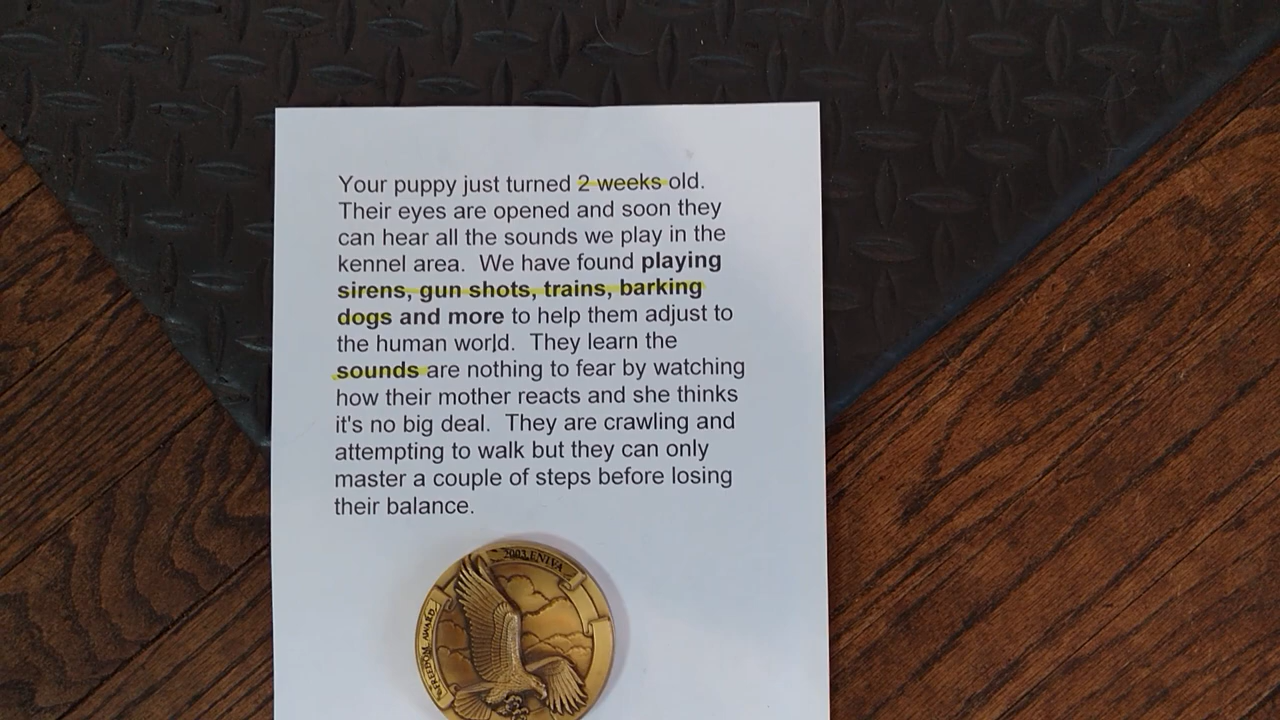 Your puppy just turned 2 weeks old.
Their eyes are opened and soon they
can hear all the sounds we play in the
kennel area.  We have found playing
sirens, gun shots, trains, barking
dogs and more to help them adjust to
the human world.  They learn the
sounds are nothing to fear by watching
how their mother reacts and she thinks
it's no big deal.  They are crawling and
attempting to walk but they can only
master a couple of steps before losing
their balance.
2003 ENIVA
FREEDOM AWARD